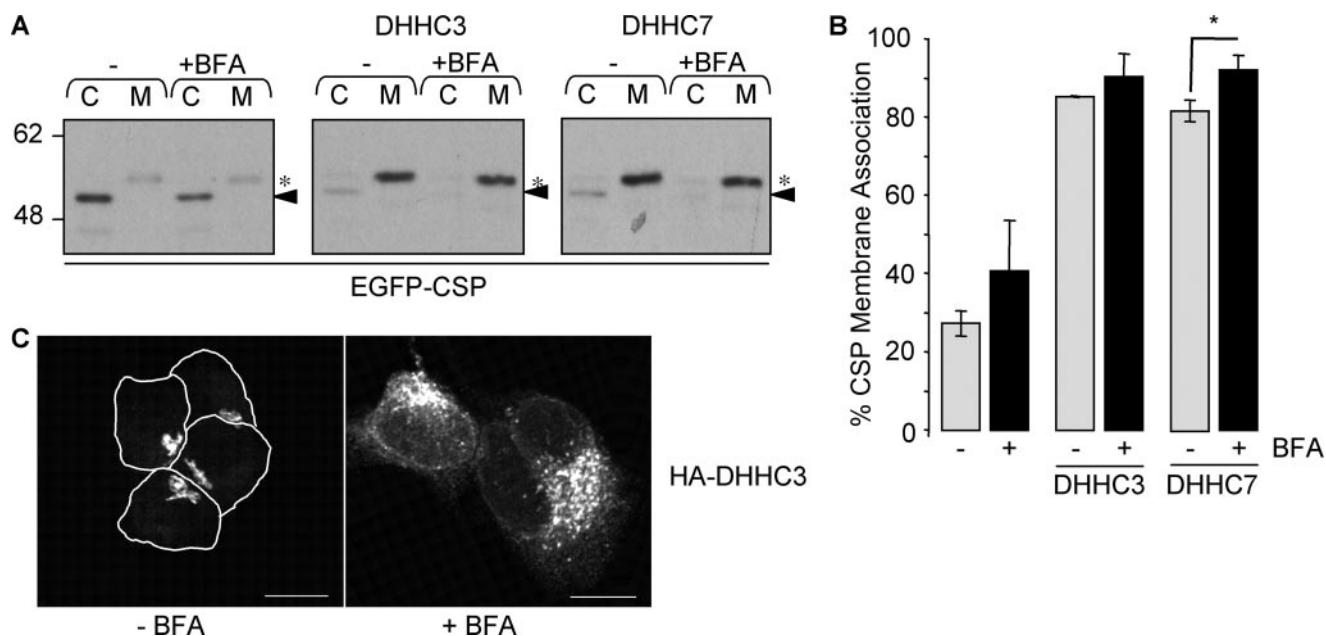 A
DHHC3
DHHC7
- +BFA - +BFA - +BFA
C M C M C M C M C M C M
62
48
* * *
EGFP-CSP
B
*
100
80
60
40
20
0
% CSP Membrane Association
- + - + - + BFA
DHHC3 DHHC7
C
HA-DHHC3
- BFA
+ BFA